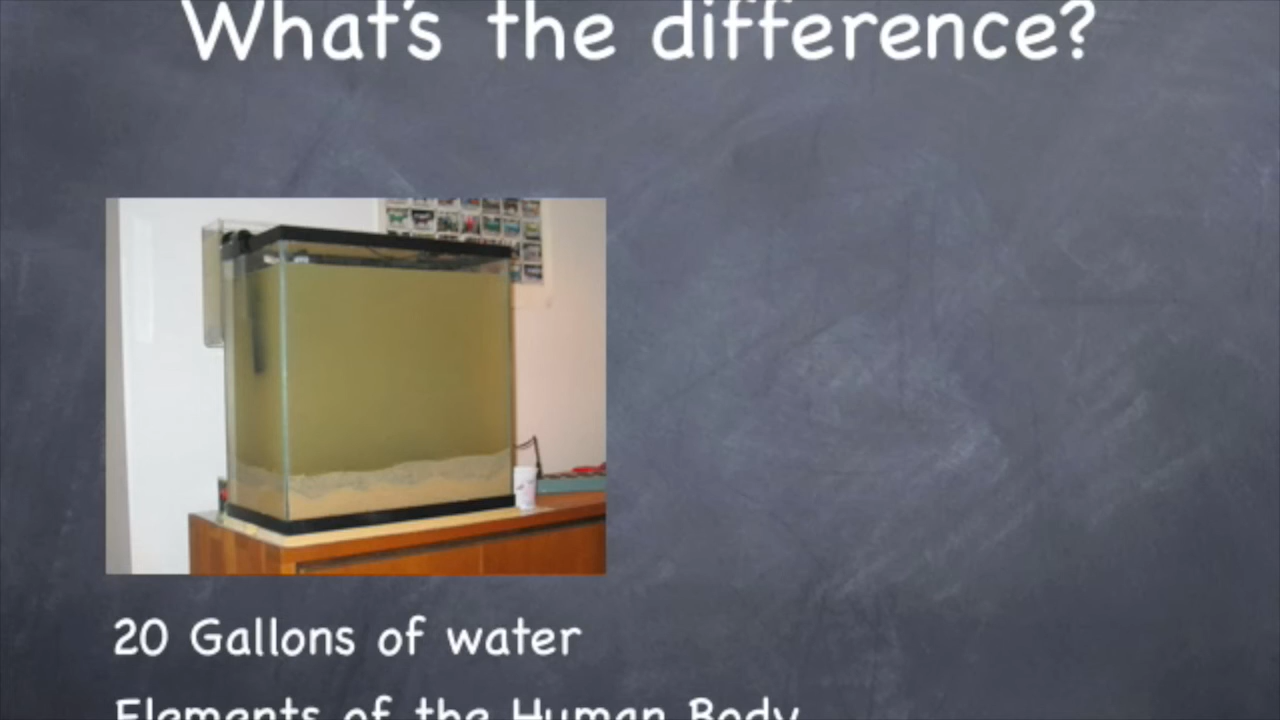 What's the difference?
20 Gallons of water
Elements of the Human Body